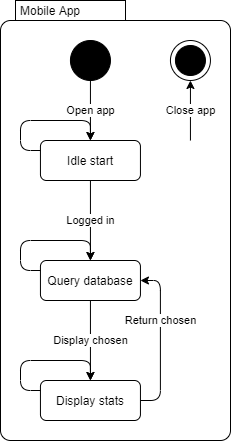 Mobile App
Open app
Close app
Idle start
Logged in
Query database
Return chosen
Display chosen
Display stats